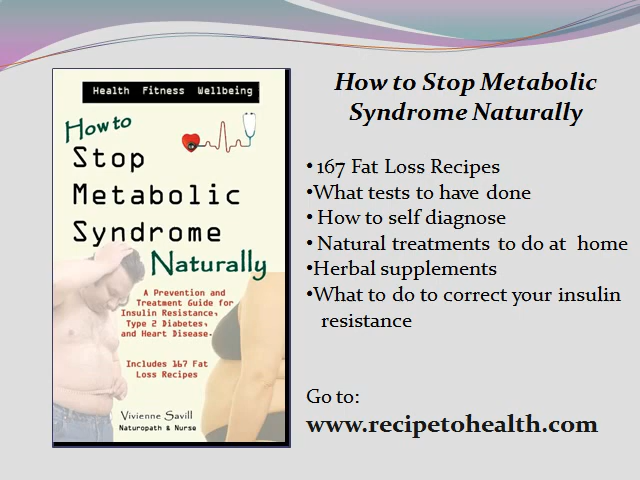 Health Fitness Wellbeing
How to
Stop
Metabolic
Syndrome
Naturally
A Prevention and
Treatment Guide for
Insulin Resistance,
Type 2 Diabetes,
and Heart Disease.
Includes 167 Fat
Loss Recipes
Vivienne Savill
Naturopath & Nurse
How to Stop Metabolic
Syndrome Naturally
• 167 Fat Loss Recipes
•What tests to have done
• How to self diagnose
• Natural treatments to do at home
•Herbal supplements
•What to do to correct your insulin
resistance
Go to:
www.recipetohealth.com